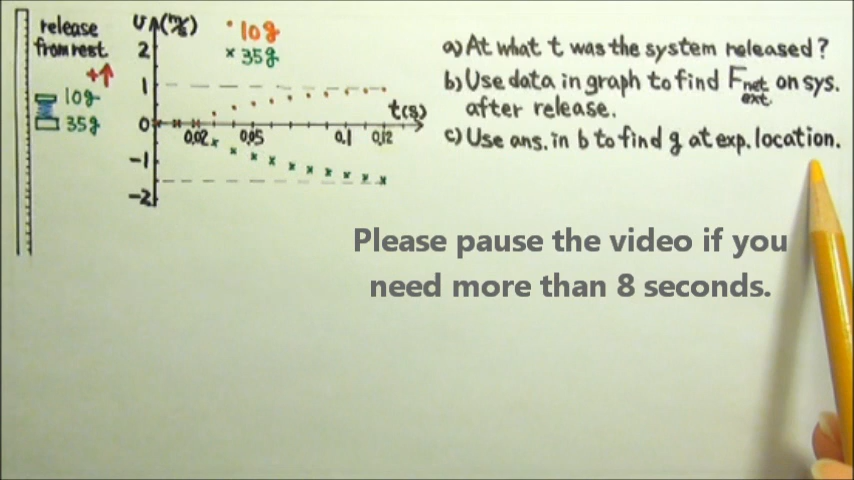 release
from rest
+↑
10g
35g
v (m/s)
2
1
0
-1
-2
• 10g
× 35g
t(s)
0.02 0.05 0.1 0.12
a) At what t was the system released?
b) Use data in graph to find Fnet ext on sys.
after release.
c) Use ans. in b to find g at exp. location.
Please pause the video if you
need more than 8 seconds.